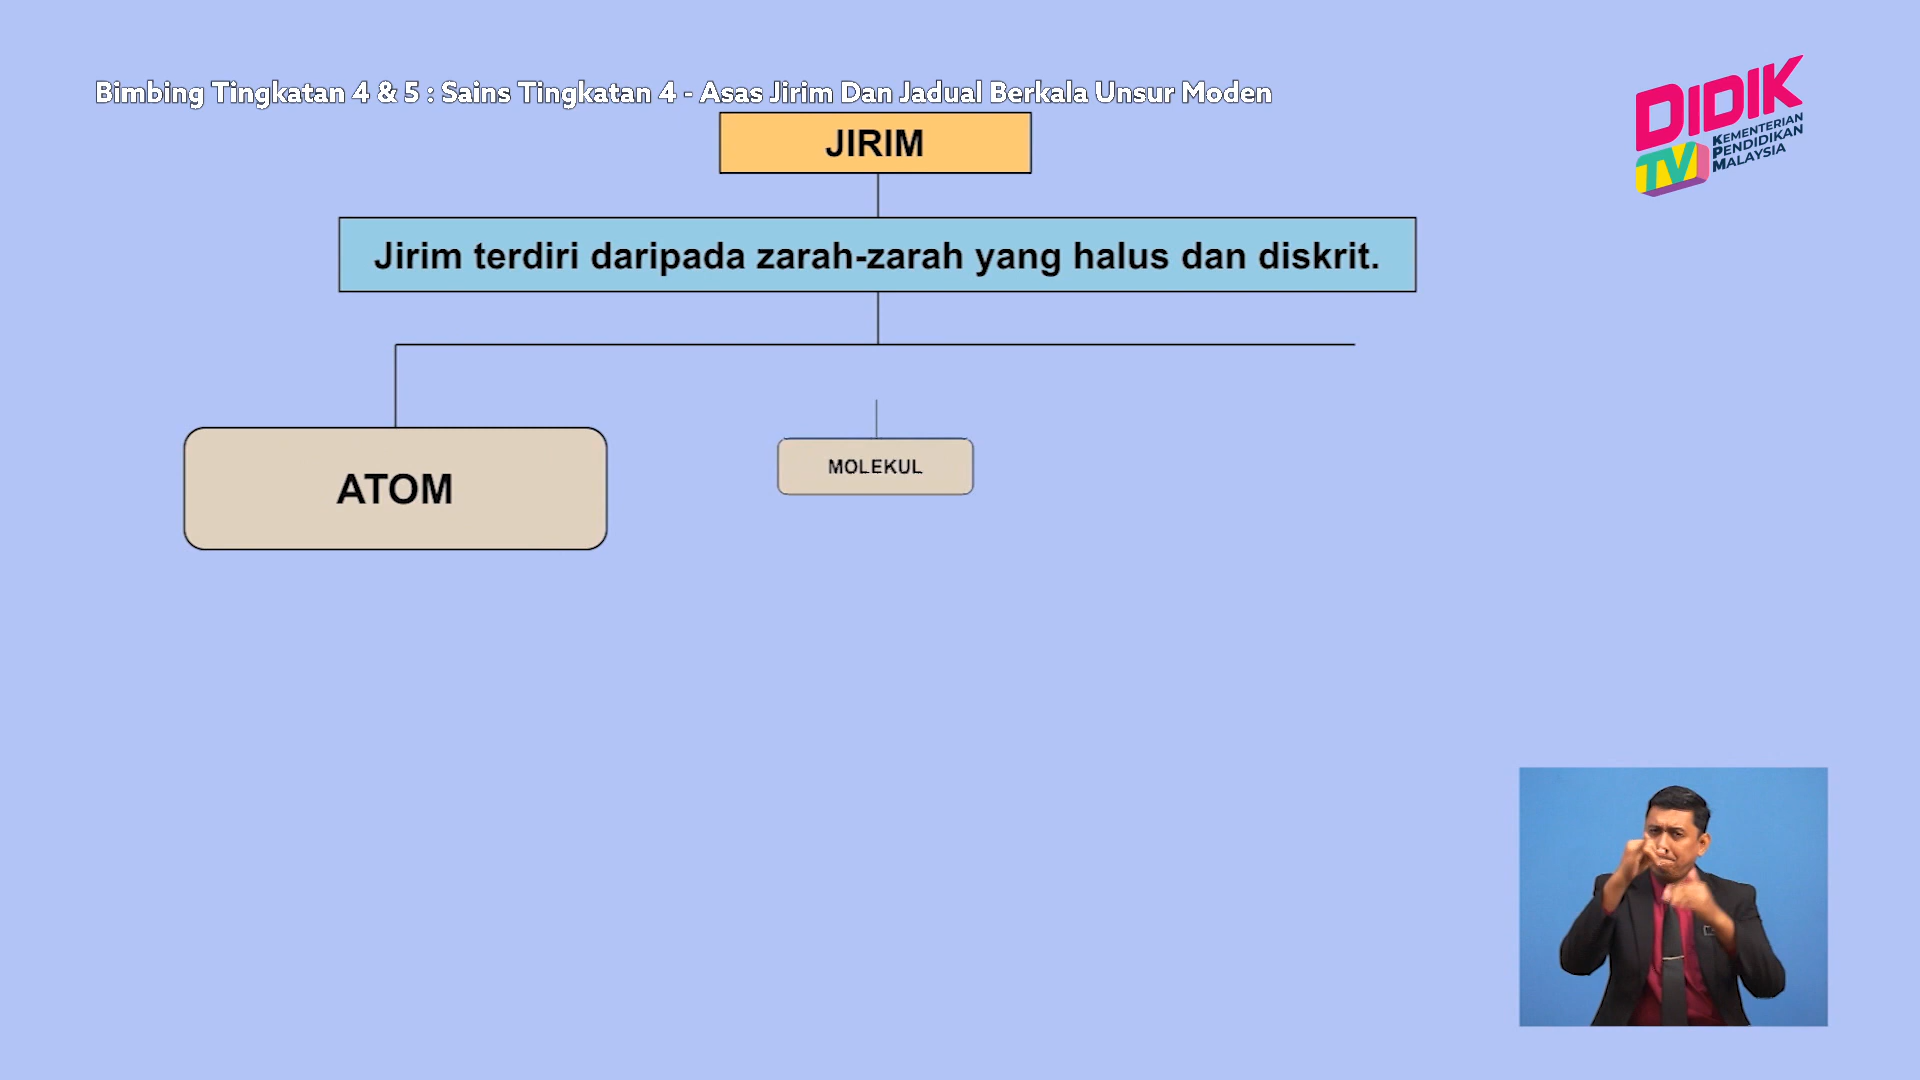 Bimbing Tingkatan 4 & 5 : Sains Tingkatan 4 - Asas Jirim Dan Jadual Berkala Unsur Moden
DIDIK
TV
KEMENTERIAN
PENDIDIKAN
MALAYSIA
JIRIM
Jirim terdiri daripada zarah-zarah yang halus dan diskrit.
ATOM
MOLEKUL